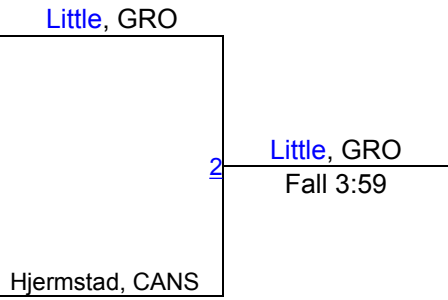 Little, GRO
2
Little, GRO
Fall 3:59
Hjermstad, CANS